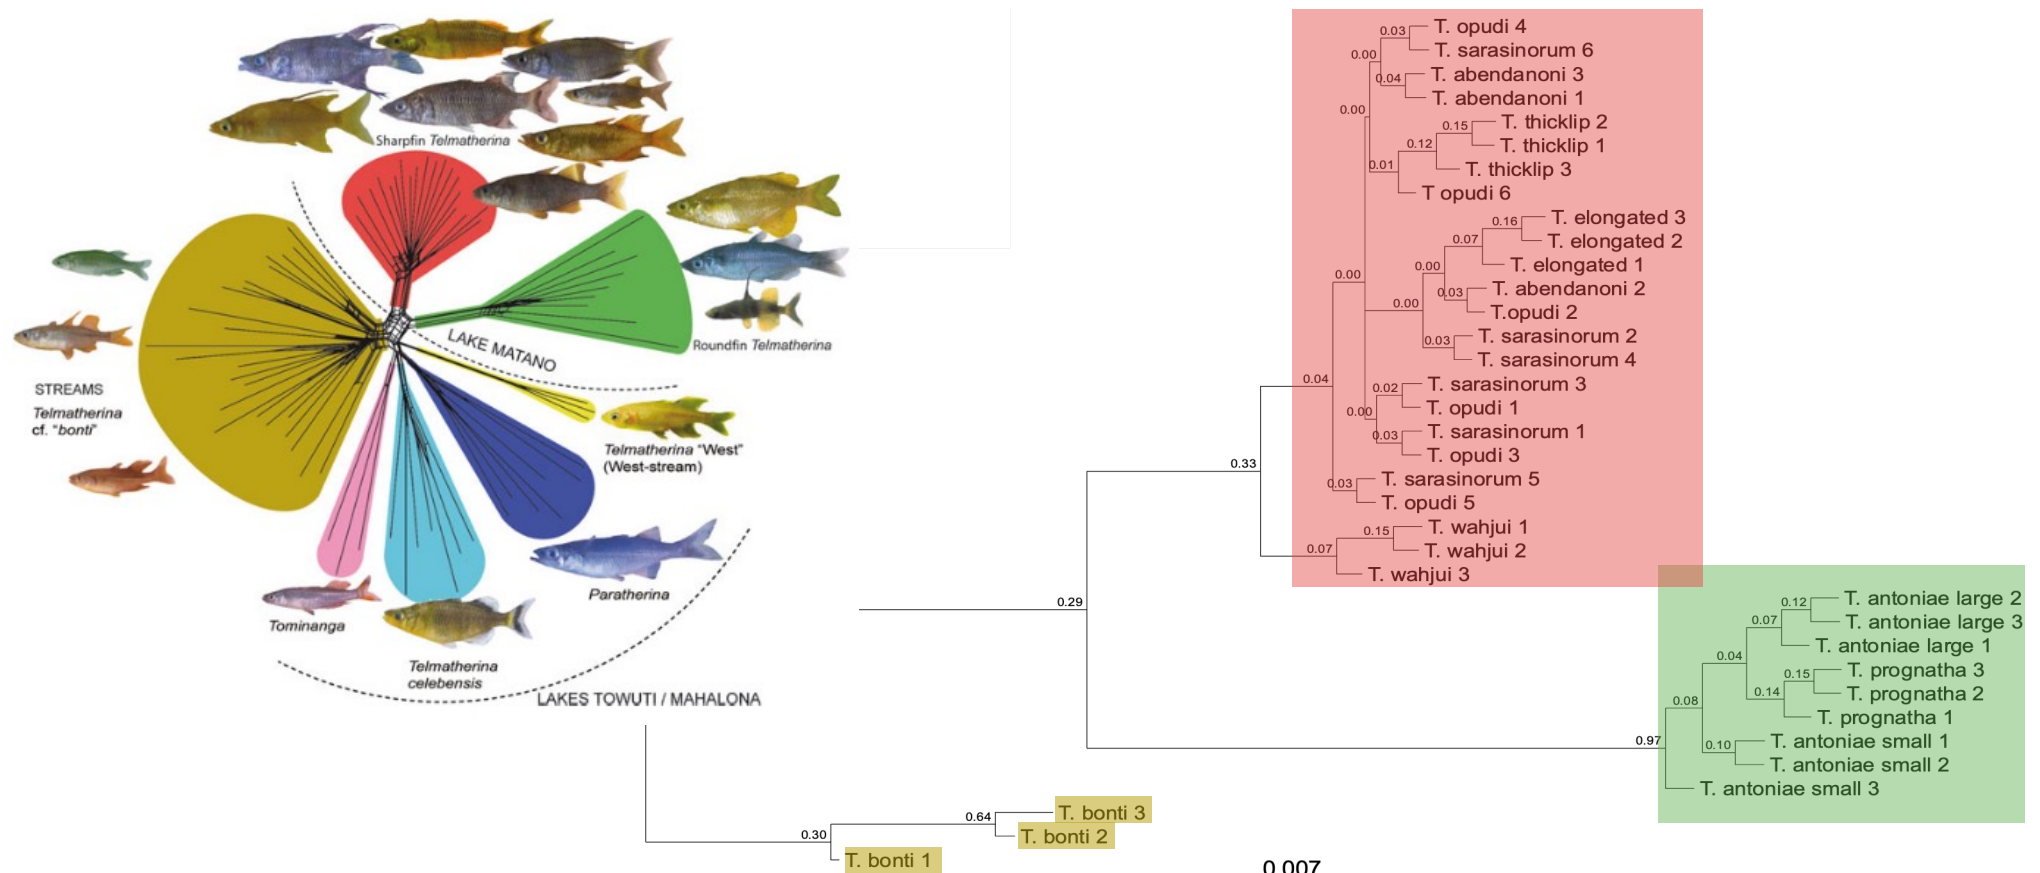 Sharpfin Telmatherina
LAKE MATANO
Roundfin Telmatherina
STREAMS
Telmatherina
cf. “bonti”
Telmatherina “West”
(West-stream)
Paratherina
Tominanga
Telmatherina
celebensis
LAKES TOWUTI / MAHALONA
T. opudi 4
0.03
T. sarasinorum 6
0.00
T. abendanoni 3
0.04
T. abendanoni 1
0.00
T. thicklip 2
0.15
T. thicklip 1
0.12
T. thicklip 3
0.01
T opudi 6
T. elongated 3
0.16
T. elongated 2
0.07
T. elongated 1
0.00
0.00
T. abendanoni 2
0.03
T.opudi 2
0.00
T. sarasinorum 2
0.03
T. sarasinorum 4
0.04
T. sarasinorum 3
0.02
T. opudi 1
0.00
T. sarasinorum 1
0.03
T. opudi 3
0.33
T. sarasinorum 5
0.03
T. opudi 5
T. wahjui 1
0.15
T. wahjui 2
0.07
T. wahjui 3
0.29
T. antoniae large 2
0.12
T. antoniae large 3
0.07
T. antoniae large 1
0.04
T. prognatha 3
0.15
T. prognatha 2
0.14
T. prognatha 1
0.08
T. antoniae small 1
0.97
0.10
T. antoniae small 2
T. antoniae small 3
T. bonti 3
0.64
T. bonti 2
0.30
T. bonti 1
0.007